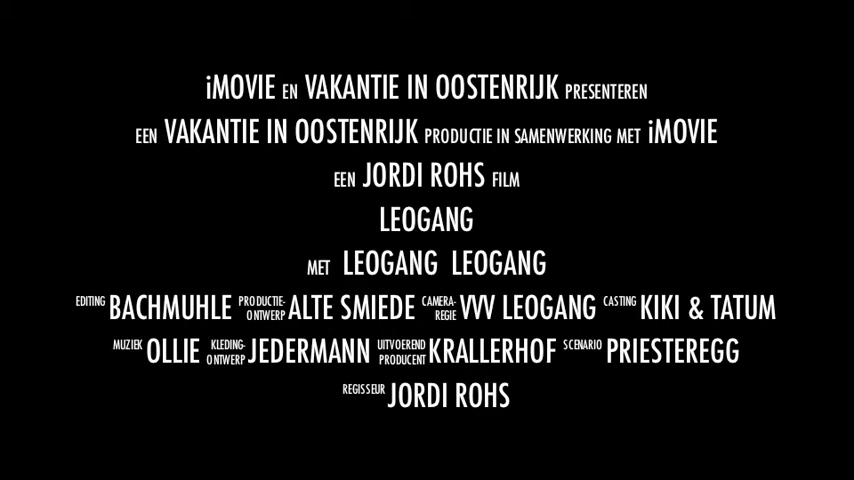 iMOVIE EN VAKANTIE IN OOSTENRIJK PRESENTEREN
EEN VAKANTIE IN OOSTENRIJK PRODUCTIE IN SAMENWERKING MET iMOVIE
EEN JORDI ROHS FILM
LEOGANG
MET LEOGANG LEOGANG
EDITING BACHMUHLE PRODUCTIE-ONTWERP ALTE SMIEDE CAMERA-REGIE VVV LEOGANG CASTING KIKI & TATUM
MUZIEK OLLIE KLEDING-ONTWERP JEDERMANN UITVOEREND PRODUCENT KRALLERHOF SCENARIO PRIESTEREGG
REGISSEUR JORDI ROHS